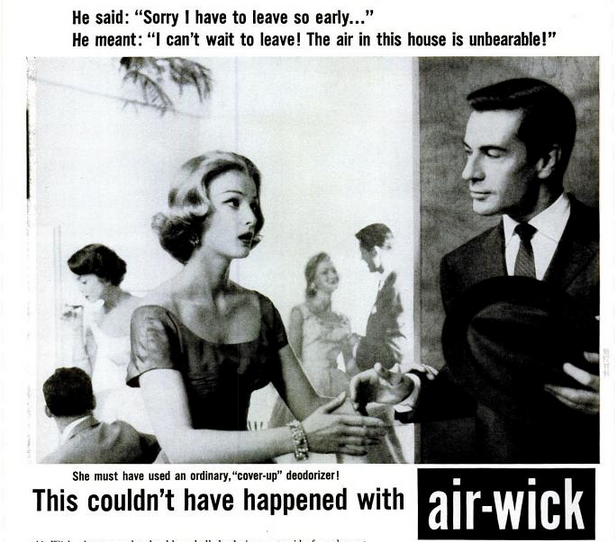 He said: “Sorry I have to leave so early...”
He meant: “I can’t wait to leave! The air in this house is unbearable!”
She must have used an ordinary, “cover-up” deodorizer!
This couldn’t have happened with air-wick